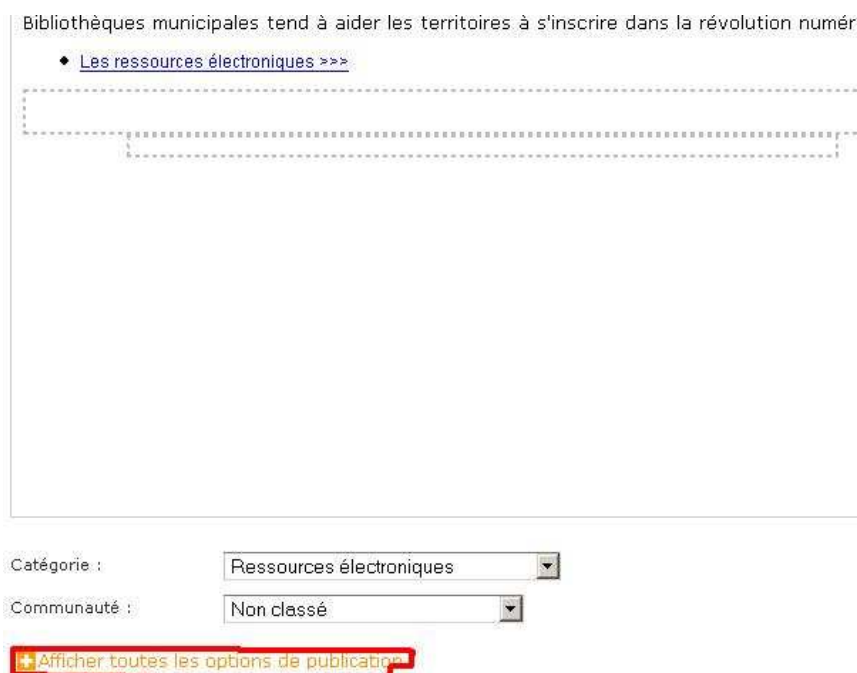 Bibliothèques municipales tend à aider les territoires à s'inscrire dans la révolution numér
Les ressources électroniques >>>
Catégorie :
Ressources électroniques
Communauté :
Non classé
Afficher toutes les options de publication